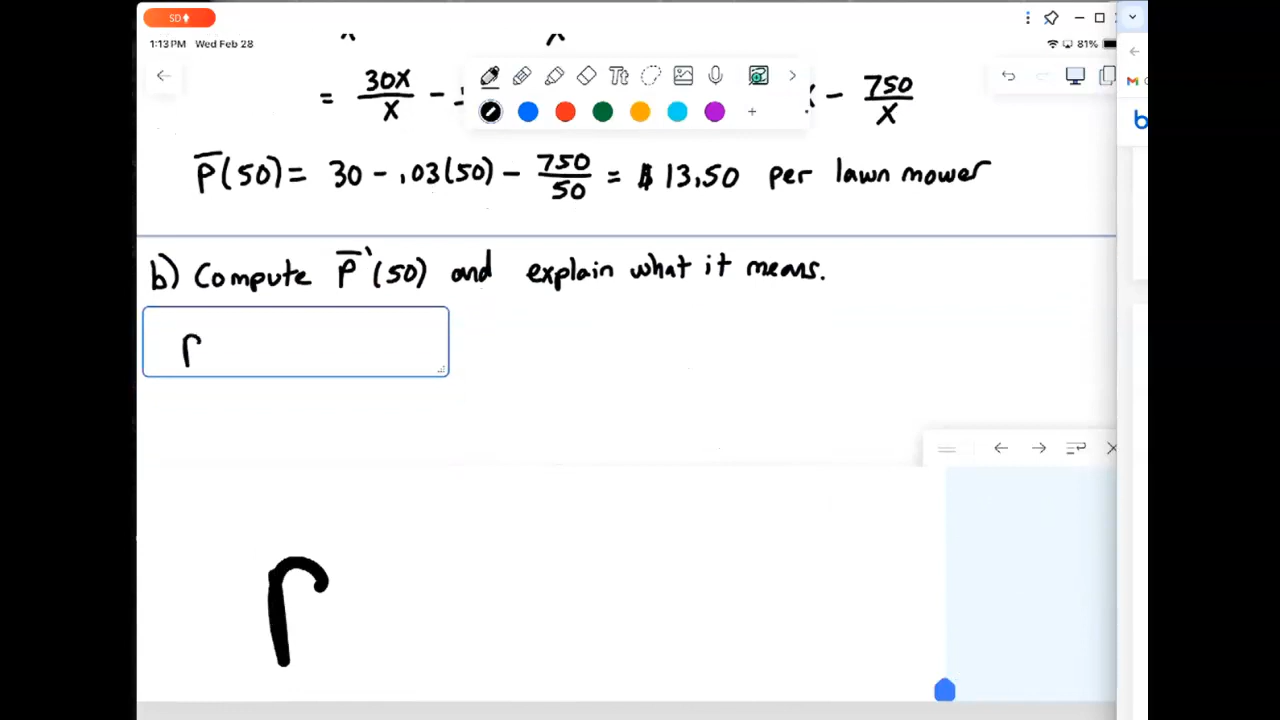 SD
1:13 PM Wed Feb 28
81%
= 30X/X - - 750/X
P̅(50) = 30 - .03(50) - 750/50 = $13.50 per lawn mower
b) Compute P̅'(50) and explain what it means.